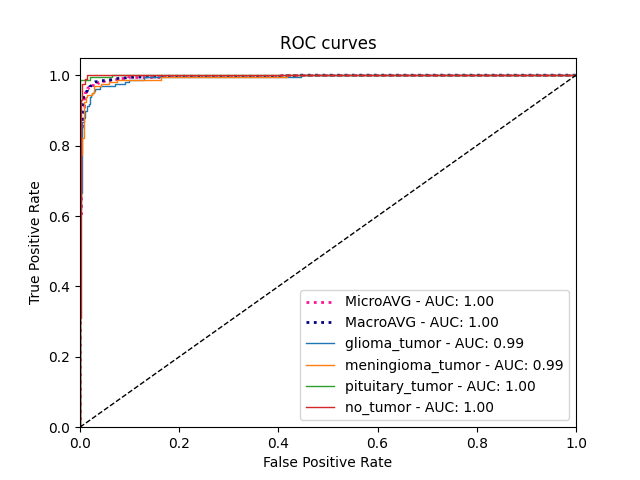 ROC curves
True Positive Rate
1.0
0.8
0.6
0.4
0.2
0.0
MicroAVG - AUC: 1.00
MacroAVG - AUC: 1.00
glioma_tumor - AUC: 0.99
meningioma_tumor - AUC: 0.99
pituitary_tumor - AUC: 1.00
no_tumor - AUC: 1.00
0.0 0.2 0.4 0.6 0.8 1.0
False Positive Rate